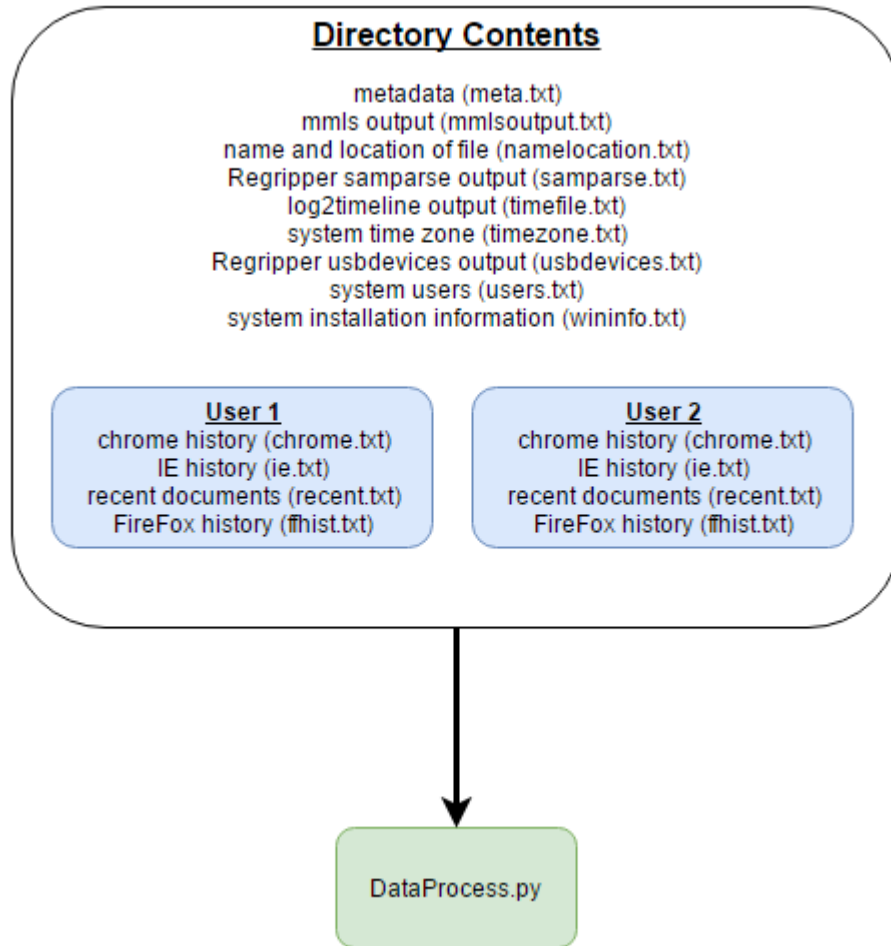 Directory Contents
metadata (meta.txt)
mmls output (mmlsoutput.txt)
name and location of file (namelocation.txt)
Regripper samparse output (samparse.txt)
log2timeline output (timefile.txt)
system time zone (timezone.txt)
Regripper usbdevices output (usbdevices.txt)
system users (users.txt)
system installation information (wininfo.txt)
User 1
chrome history (chrome.txt)
IE history (ie.txt)
recent documents (recent.txt)
FireFox history (ffhist.txt)
User 2
chrome history (chrome.txt)
IE history (ie.txt)
recent documents (recent.txt)
FireFox history (ffhist.txt)
DataProcess.py